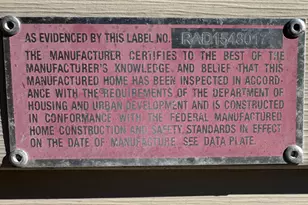 AS EVIDENCED BY THIS LABEL NO. RAD1548017
THE MANUFACTURER CERTIFIES TO THE BEST OF THE
MANUFACTURER'S KNOWLEDGE AND BELIEF THAT THIS
MANUFACTURED HOME HAS BEEN INSPECTED IN ACCORD-
ANCE WITH THE REQUIREMENTS OF THE DEPARTMENT OF
HOUSING AND URBAN DEVELOPMENT AND IS CONSTRUCTED
IN CONFORMANCE WITH THE FEDERAL MANUFACTURED
HOME CONSTRUCTION AND SAFETY STANDARDS IN EFFECT
ON THE DATE OF MANUFACTURE. SEE DATA PLATE.